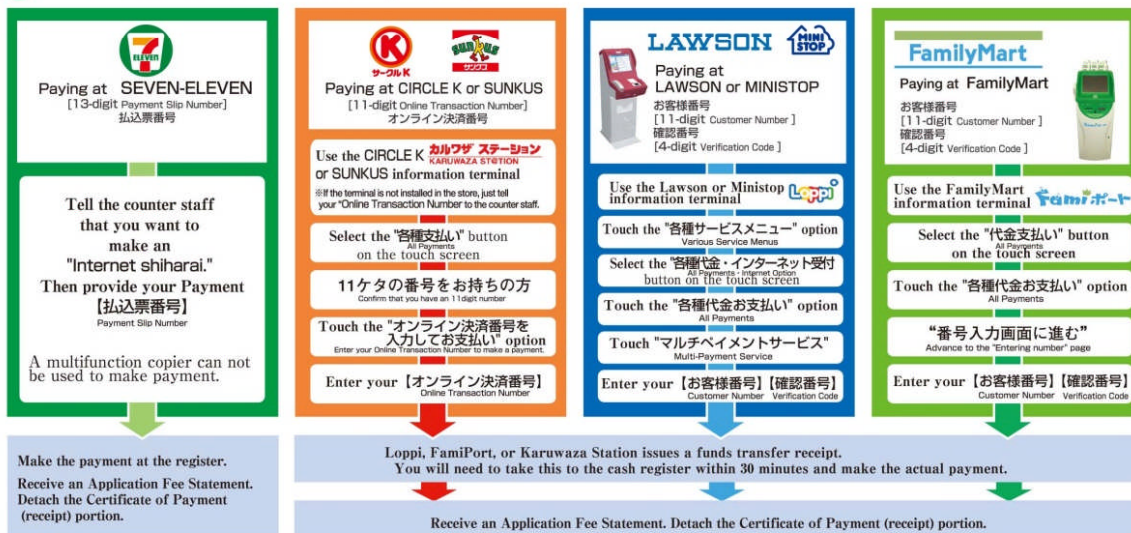 7
ELEVEN
Paying at SEVEN-ELEVEN
[13-digit Payment Slip Number]
払込票番号
Tell the counter staff
that you want to
make an
"Internet shiharai."
Then provide your Payment
【払込票番号】
Payment Slip Number
A multifunction copier can not
be used to make payment.
Make the payment at the register.
Receive an Application Fee Statement.
Detach the Certificate of Payment
(receipt) portion.
K
サークルK
sunkus
サンクス
Paying at CIRCLE K or SUNKUS
[11-digit Online Transaction Number]
オンライン決済番号
Use the CIRCLE K カルワザ ステーション
KARUWAZA STATION
or SUNKUS information terminal
※If the terminal is not installed in the store, just tell
your "Online Transaction Number to the counter staff.
Select the "各種支払い" button
All Payments
on the touch screen
11ケタの番号をお持ちの方
Confirm that you have an 11digit number
Touch the "オンライン決済番号を
入力してお支払い" option
Enter your Online Transaction Number to make a payment.
Enter your 【オンライン決済番号】
Online Transaction Number
LAWSON
MINI
STOP
Paying at
LAWSON or MINISTOP
お客様番号
[11-digit Customer Number ]
確認番号
[4-digit Verification Code ]
Use the Lawson or Ministop
information terminal Loppi
Touch the "各種サービスメニュー" option
Various Service Menus
Select the "各種代金・インターネット受付
All Payments・Internet Option
button on the touch screen
Touch the "各種代金お支払い" option
All Payments
Touch "マルチペイメントサービス"
Multi-Payment Service
Enter your 【お客様番号】【確認番号】
Customer Number Verification Code
FamilyMart
Paying at FamilyMart
お客様番号
[11-digit Customer Number ]
確認番号
[4-digit Verification Code ]
Use the FamilyMart
information terminal Famiポート
Select the "代金支払い" button
All Payments
on the touch screen
Touch the "各種代金お支払い" option
All Payments
"番号入力画面に進む"
Advance to the "Entering number" page
Enter your 【お客様番号】【確認番号】
Customer Number Verification Code
Loppi, FamiPort, or Karuwaza Station issues a funds transfer receipt.
You will need to take this to the cash register within 30 minutes and make the actual payment.
Receive an Application Fee Statement. Detach the Certificate of Payment (receipt) portion.